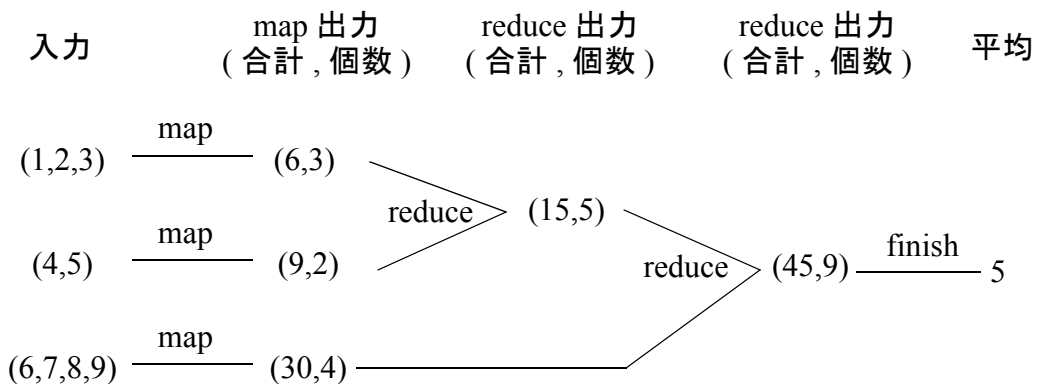 入力
map 出力
( 合計 , 個数 )
reduce 出力
( 合計 , 個数 )
reduce 出力
( 合計 , 個数 )
平均
map
(1,2,3)
(6,3)
reduce
(15,5)
map
(4,5)
(9,2)
reduce
(45,9)
finish
5
map
(6,7,8,9)
(30,4)